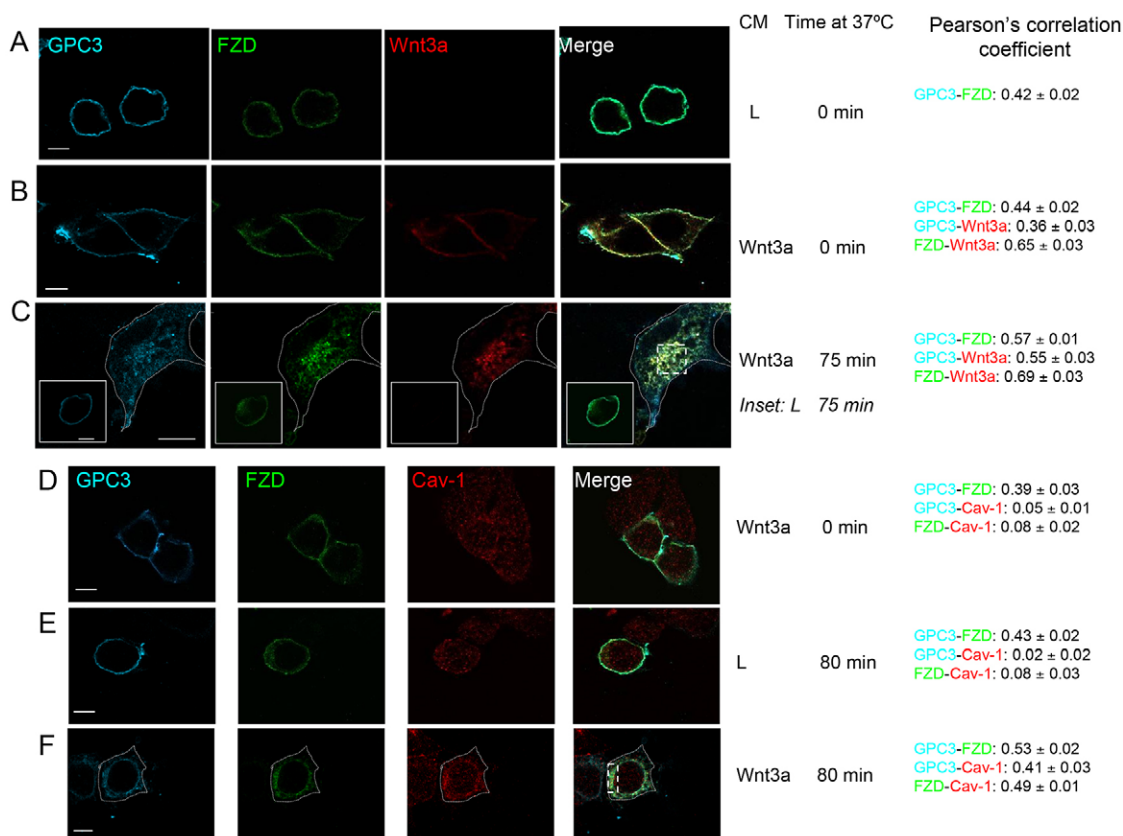 CM Time at 37ºC Pearson's correlation
coefficient
A GPC3 FZD Wnt3a Merge
L 0 min GPC3-FZD: 0.42 ± 0.02
B
Wnt3a 0 min
GPC3-FZD: 0.44 ± 0.02
GPC3-Wnt3a: 0.36 ± 0.03
FZD-Wnt3a: 0.65 ± 0.03
C
Wnt3a 75 min
Inset: L 75 min
GPC3-FZD: 0.57 ± 0.01
GPC3-Wnt3a: 0.55 ± 0.03
FZD-Wnt3a: 0.69 ± 0.03
D GPC3 FZD Cav-1 Merge
Wnt3a 0 min
GPC3-FZD: 0.39 ± 0.03
GPC3-Cav-1: 0.05 ± 0.01
FZD-Cav-1: 0.08 ± 0.02
E
L 80 min
GPC3-FZD: 0.43 ± 0.02
GPC3-Cav-1: 0.02 ± 0.02
FZD-Cav-1: 0.08 ± 0.03
F
Wnt3a 80 min
GPC3-FZD: 0.53 ± 0.02
GPC3-Cav-1: 0.41 ± 0.03
FZD-Cav-1: 0.49 ± 0.01